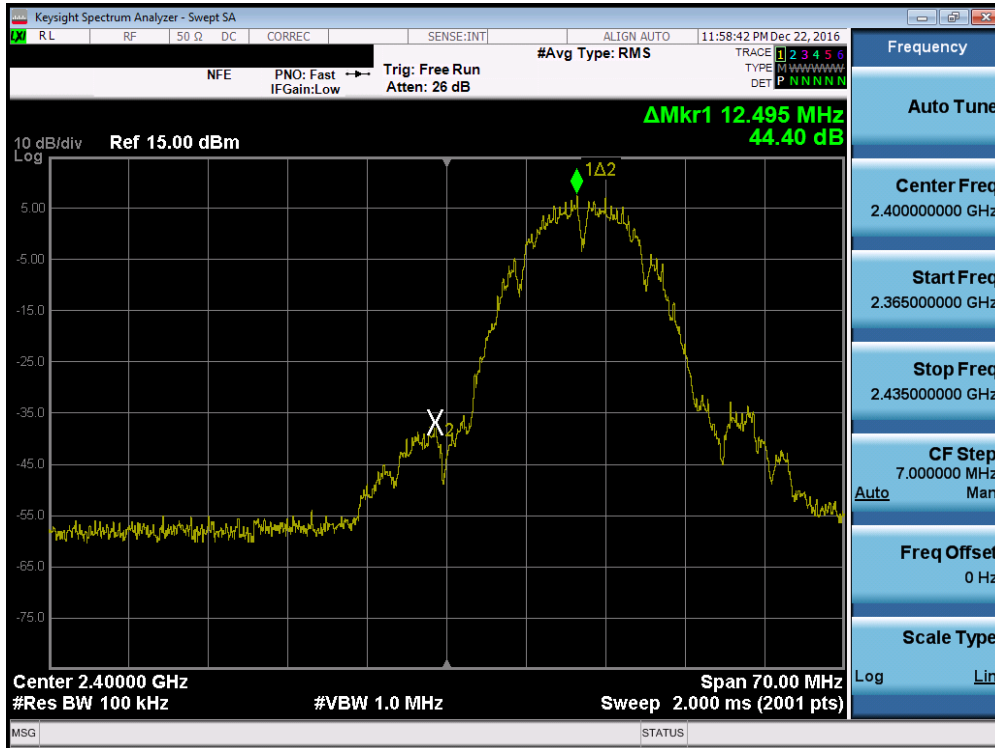 Keysight Spectrum Analyzer - Swept SA
LXI RL RF 50 Ω DC CORREC SENSE:INT ALIGN AUTO 11:58:42 PM Dec 22, 2016
Frequency
#Avg Type: RMS
TRACE 1 2 3 4 5 6
NFE PNO: Fast Trig: Free Run
TYPE M W W W W W
IFGain:Low Atten: 26 dB
DET P N N N N N
Auto Tune
ΔMkr1 12.495 MHz
44.40 dB
10 dB/div Ref 15.00 dBm
Log
1Δ2
Center Freq
2.400000000 GHz
5.00
-5.00
Start Freq
2.365000000 GHz
-15.0
-25.0
Stop Freq
2.435000000 GHz
-35.0
X2
-45.0
CF Step
7.000000 MHz
Auto Man
-55.0
Freq Offset
0 Hz
-65.0
-75.0
Scale Type
Log Lin
Center 2.40000 GHz Span 70.00 MHz
#Res BW 100 kHz #VBW 1.0 MHz Sweep 2.000 ms (2001 pts)
MSG STATUS